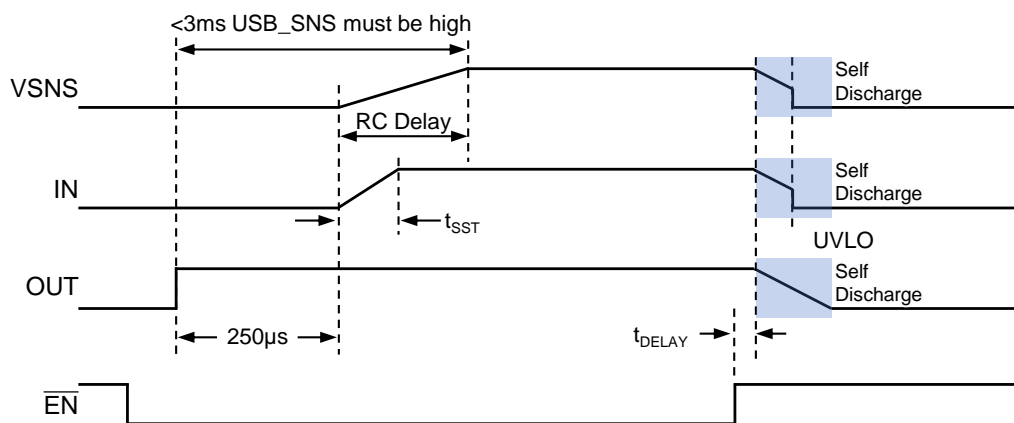 <3ms USB_SNS must be high
VSNS
Self
Discharge
RC Delay
IN
Self
Discharge
tSST
UVLO
OUT
Self
Discharge
250μs
tDELAY
EN